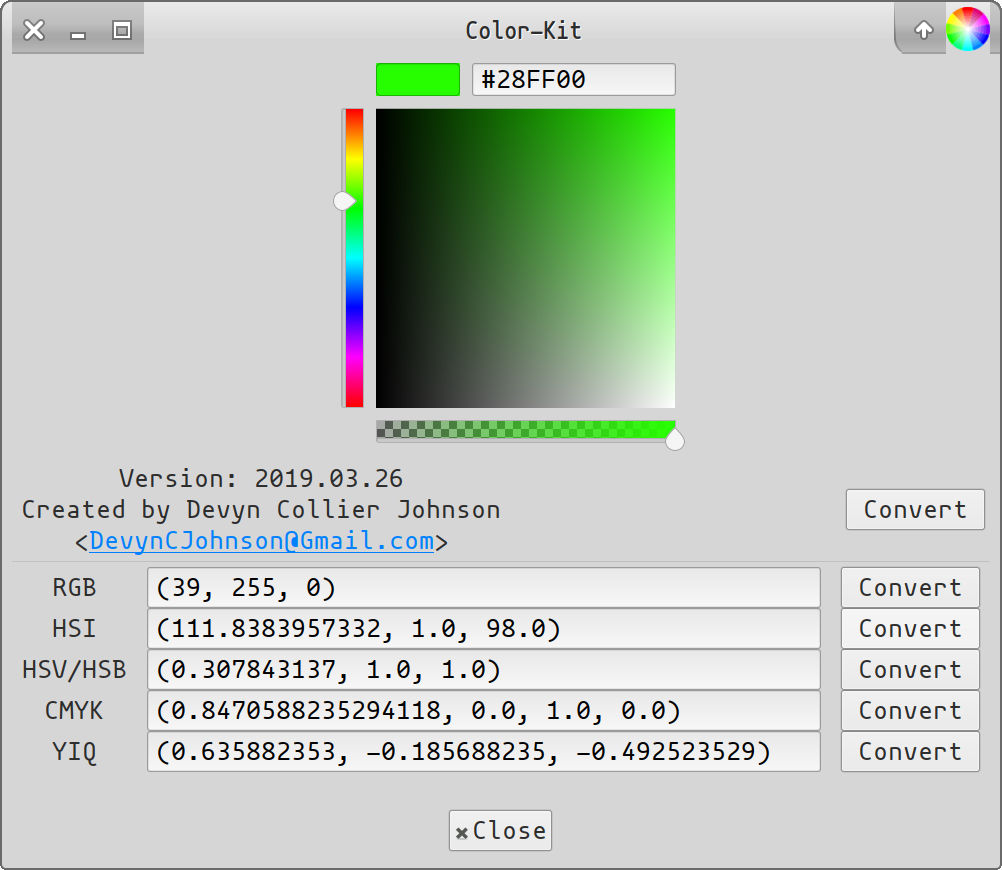 Color-Kit
#28FF00
Version: 2019.03.26
Created by Devyn Collier Johnson
<DevynCJohnson@Gmail.com>
Convert
RGB (39, 255, 0) Convert
HSI (111.8383957332, 1.0, 98.0) Convert
HSV/HSB (0.307843137, 1.0, 1.0) Convert
CMYK (0.8470588235294118, 0.0, 1.0, 0.0) Convert
YIQ (0.635882353, -0.185688235, -0.492523529) Convert
Close